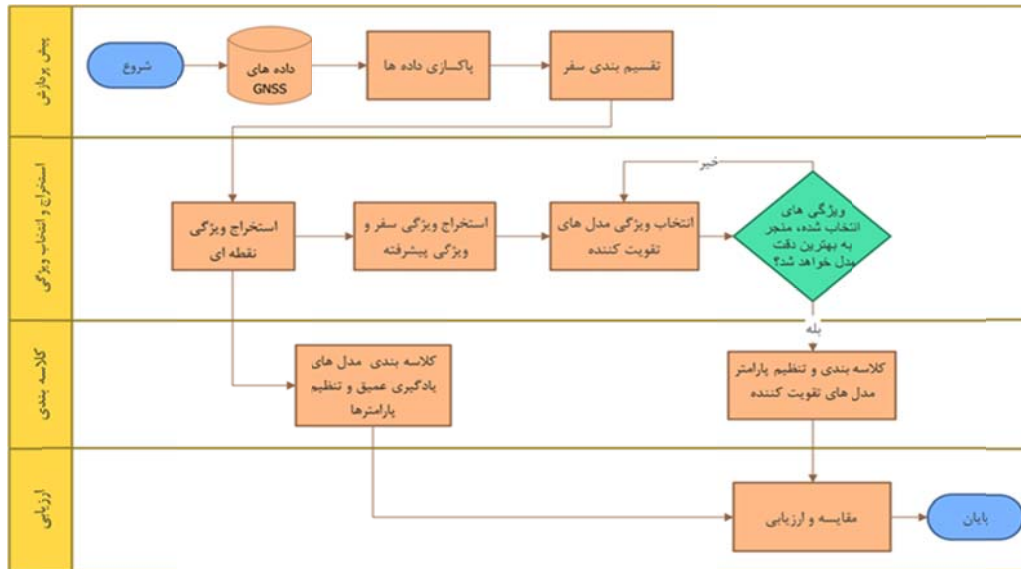 پیش پردازش
شروع
داده های
GNSS
پاکسازی داده ها
تقسیم بندی سفر
استخراج و انتخاب ویژگی
استخراج ویژگی
نقطه ای
استخراج ویژگی سفر و
ویژگی پیشرفته
انتخاب ویژگی مدل های
تقویت کننده
خیر
ویژگی های
انتخاب شده، منجر
به بهترین دقت
مدل خواهد شد؟
بله
کلاسه بندی
کلاسه بندی مدل های
یادگیری عمیق و تنظیم
پارامترها
کلاسه بندی و تنظیم پارامتر
مدل های تقویت کننده
ارزیابی
مقایسه و ارزیابی
پایان